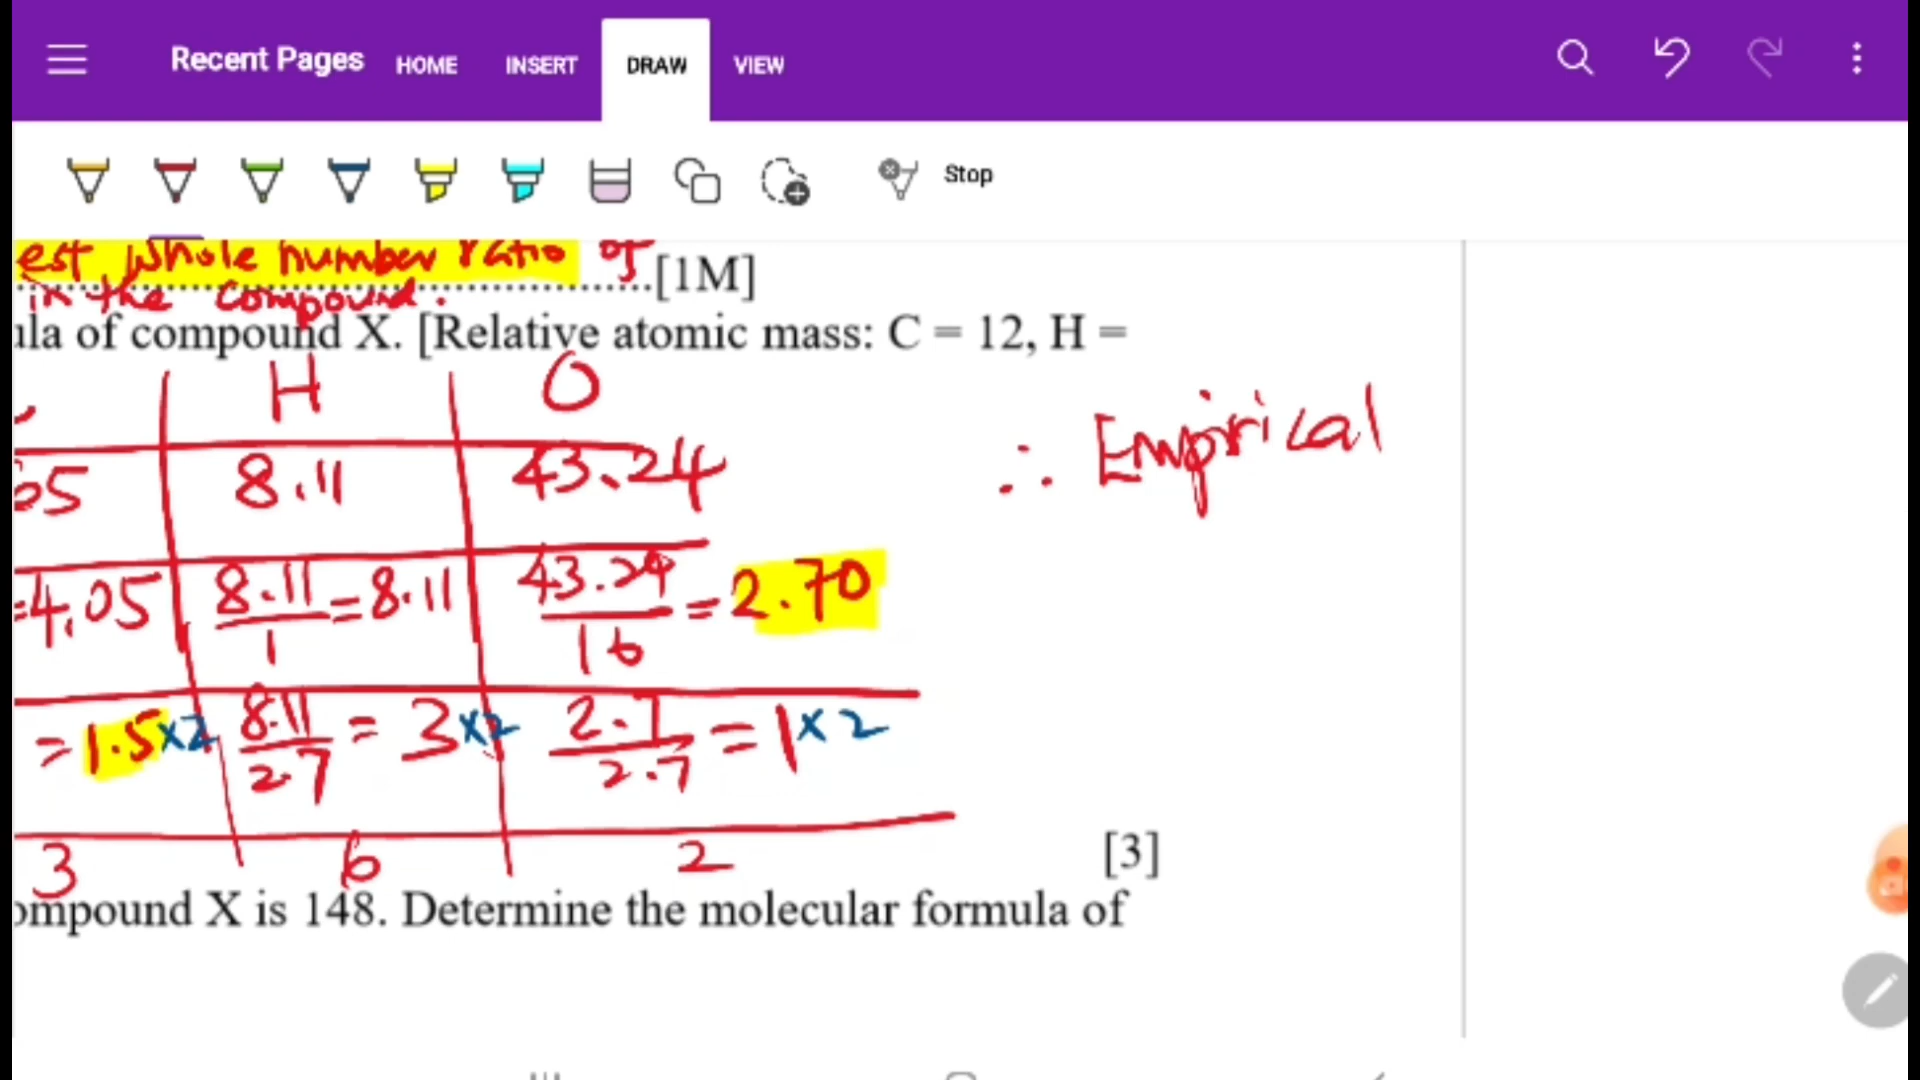 Recent Pages HOME INSERT DRAW VIEW
Stop
est whole number ratio of
in the compound. [1M]
ula of compound X. [Relative atomic mass: C = 12, H =
H O
65 8.11 43.24
∴ Empirical
=4.05 8.11/1 = 8.11 43.24/16 = 2.70
= 1.5 ×2 8.11/2.7 = 3 ×2 2.7/2.7 = 1 ×2
3 6 2 [3]
ompound X is 148. Determine the molecular formula of